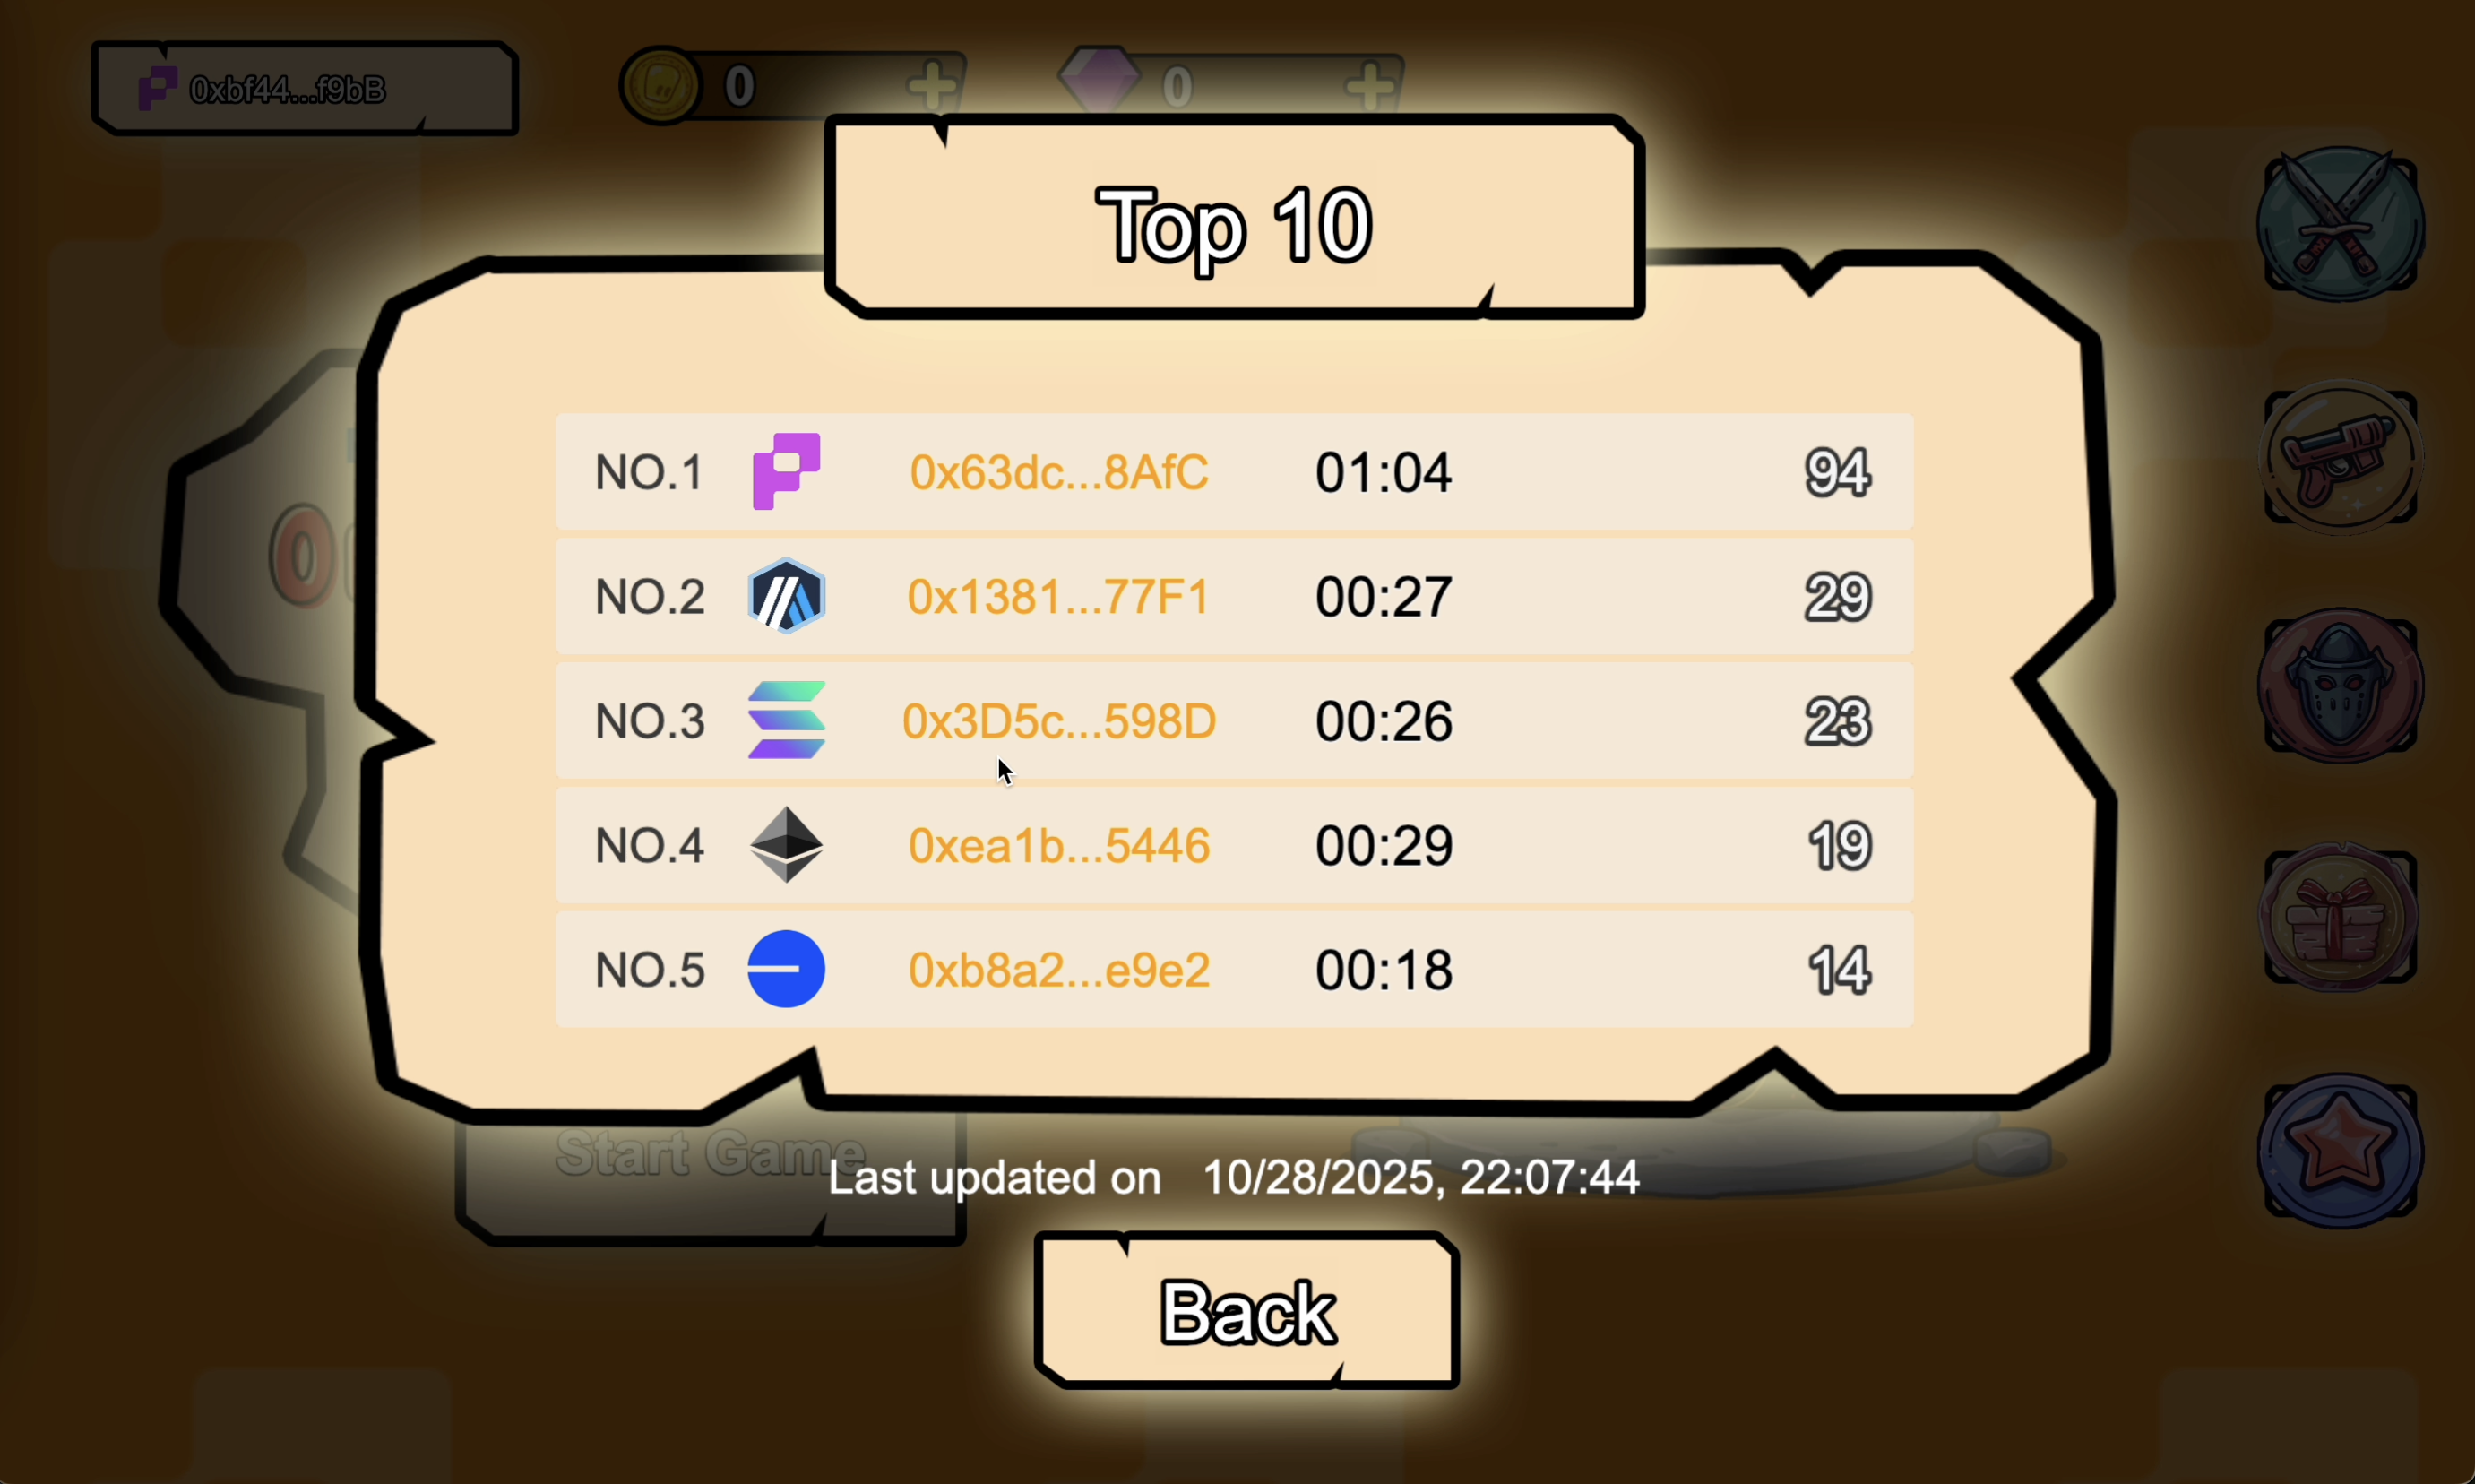 0xbf44...f9bB
0
0
Top 10
NO.1 0x63dc...8AfC 01:04 94
NO.2 0x1381...77F1 00:27 29
NO.3 0x3D5c...598D 00:26 23
NO.4 0xea1b...5446 00:29 19
NO.5 0xb8a2...e9e2 00:18 14
Start Game
Last updated on 10/28/2025, 22:07:44
Back